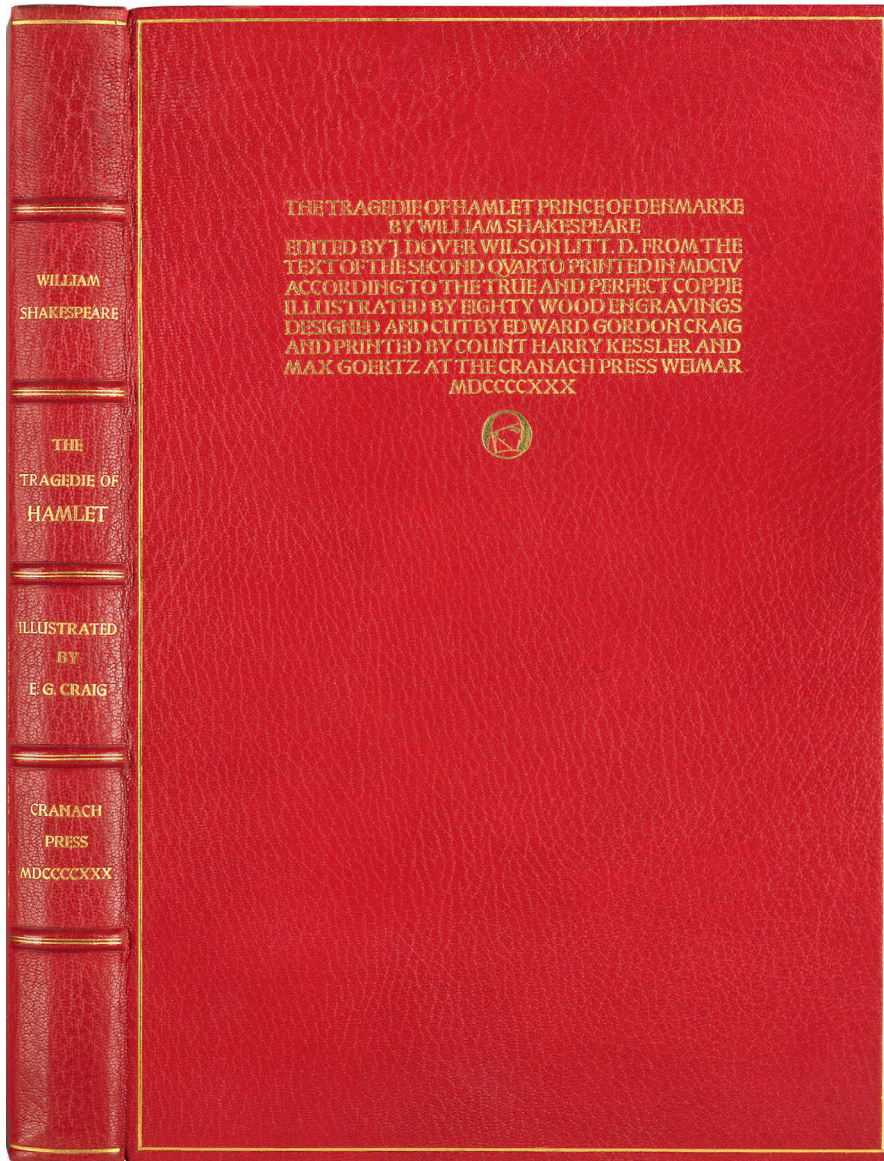 WILLIAM
SHAKESPEARE
THE
TRAGEDIE OF
HAMLET
ILLUSTRATED
BY
E. G. CRAIG
CRANACH
PRESS
MDCCCCXXX
THE TRAGEDIE OF HAMLET PRINCE OF DENMARKE
BY WILLIAM SHAKESPEARE
EDITED BY J. DOVER WILSON LITT. D. FROM THE
TEXT OF THE SECOND QVARTO PRINTED IN MDCIV
ACCORDING TO THE TRUE AND PERFECT COPPIE
ILLUSTRATED BY EIGHTY WOOD ENGRAVINGS
DESIGNED AND CUT BY EDWARD GORDON CRAIG
AND PRINTED BY COUNT HARRY KESSLER AND
MAX GOERTZ AT THE CRANACH PRESS WEIMAR
MDCCCCXXX